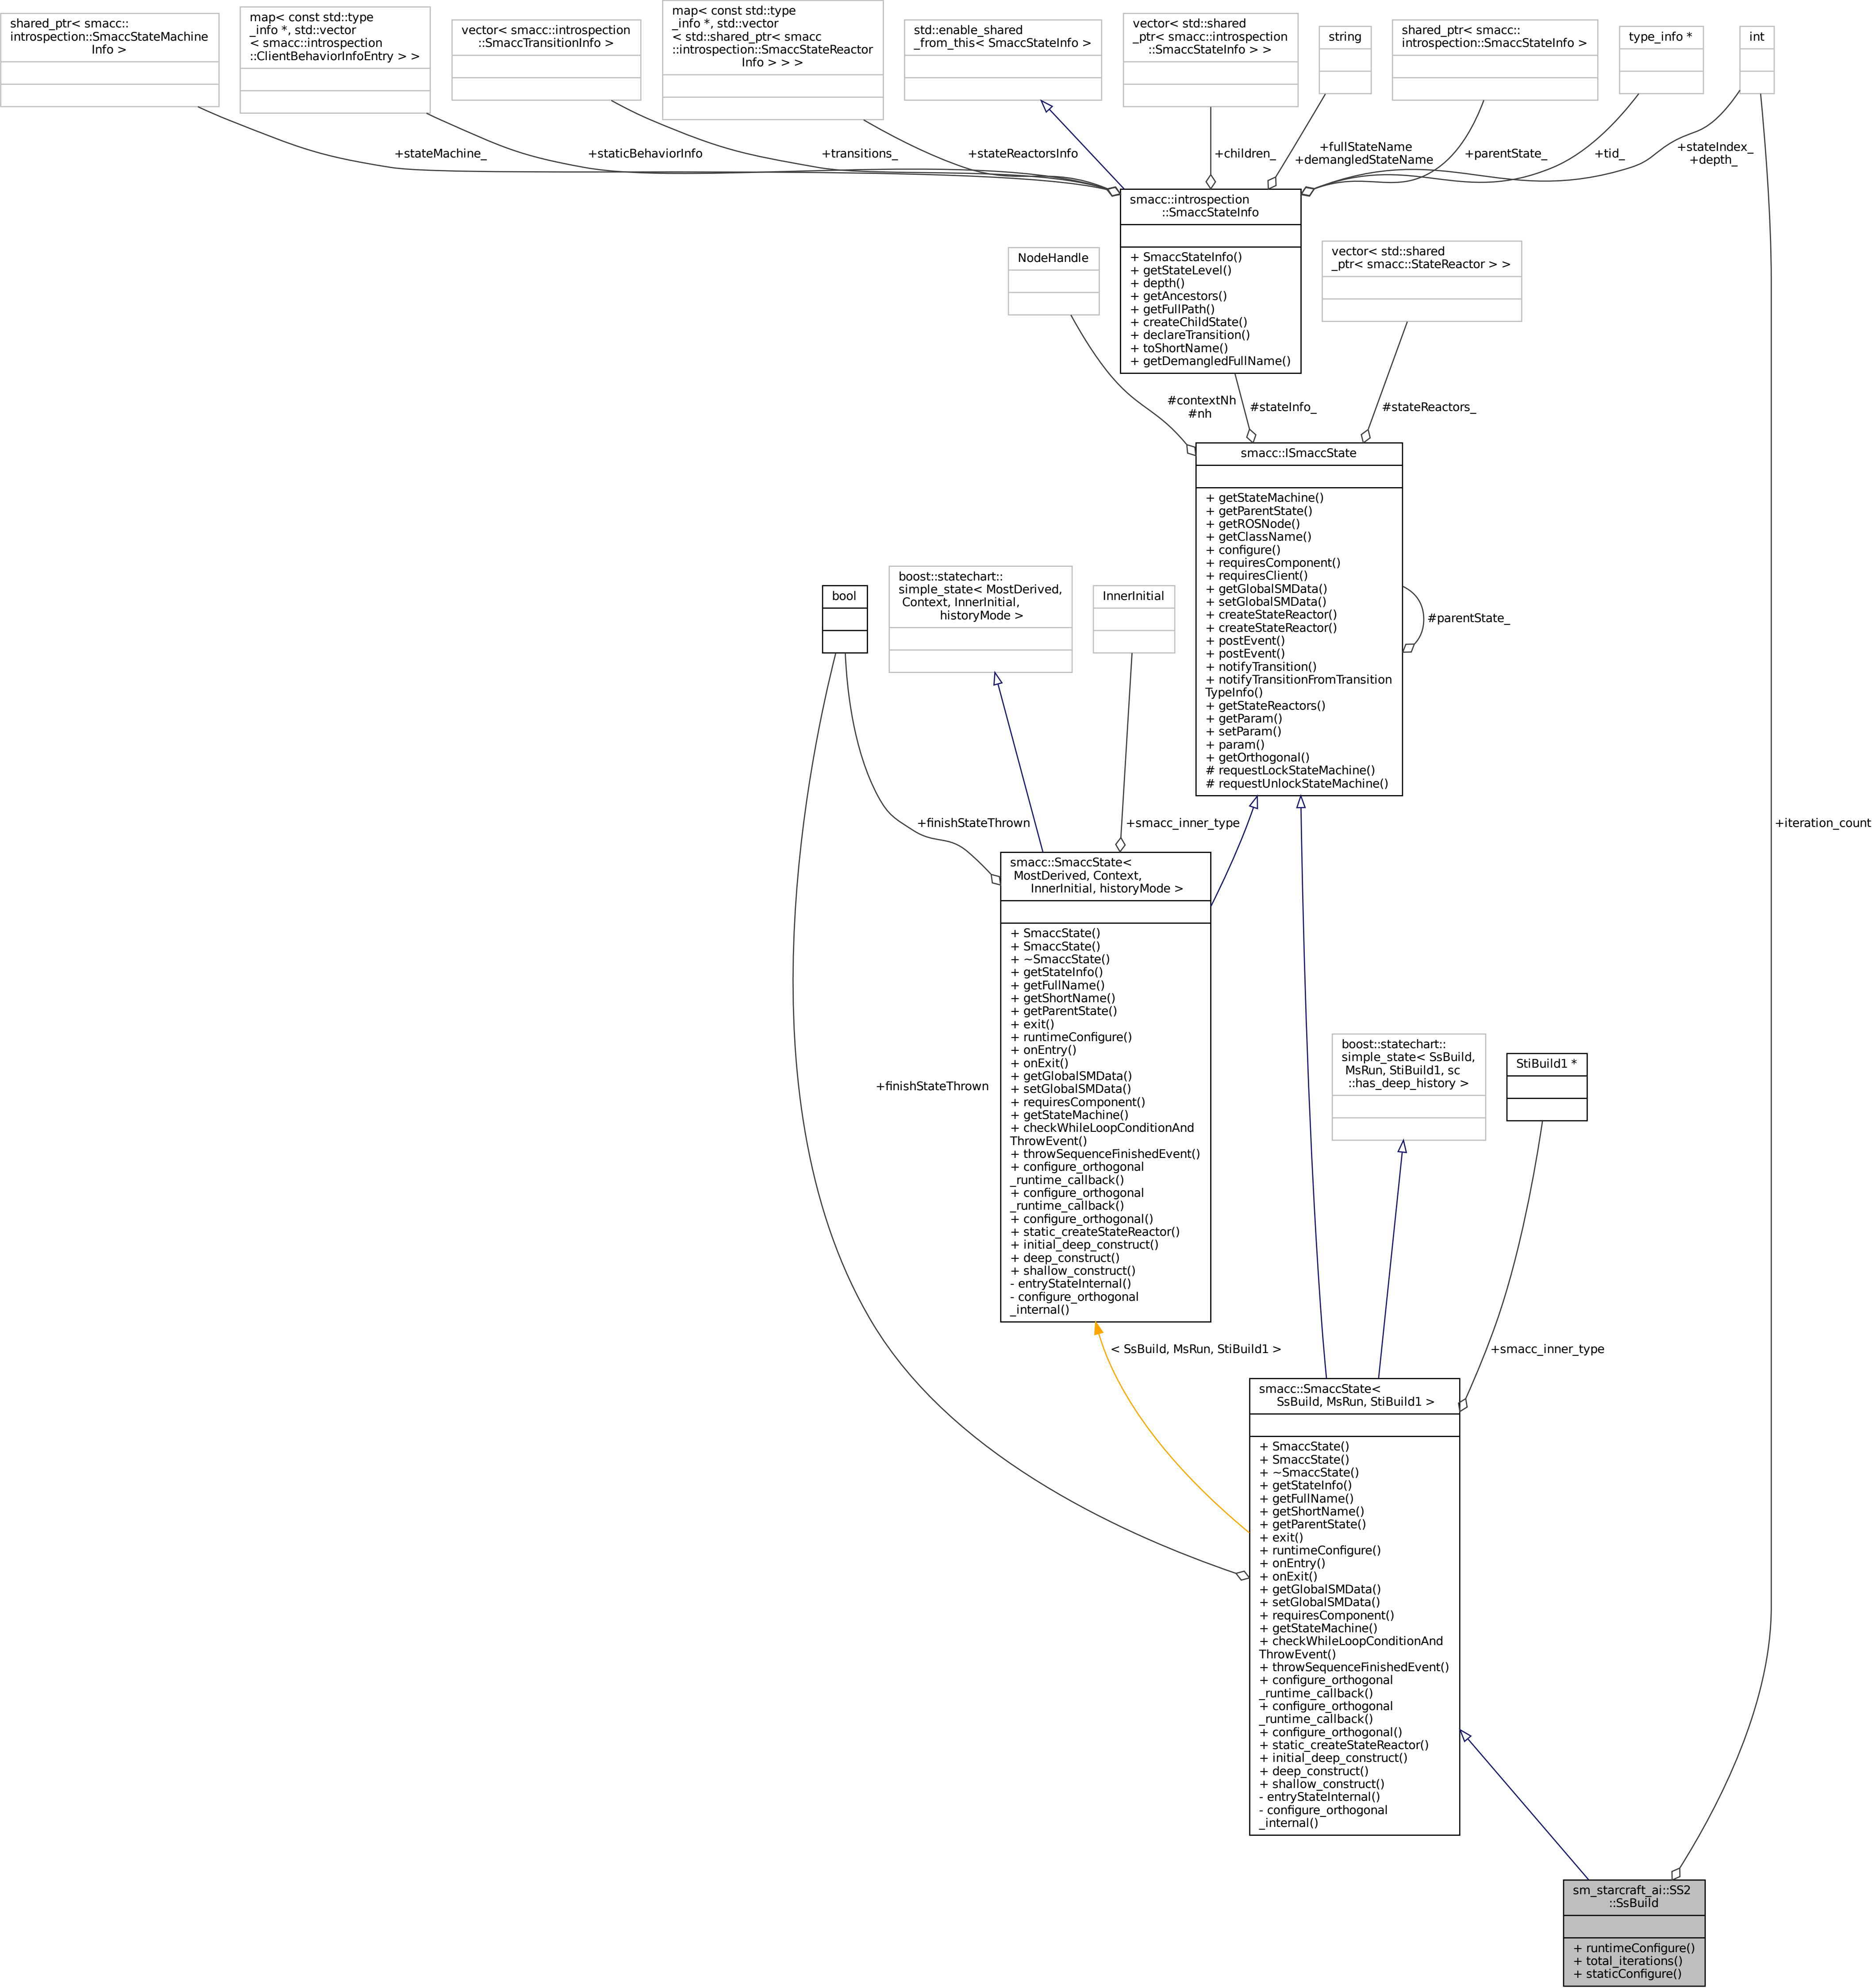 shared_ptr< smacc::
introspection::SmaccStateMachine
Info >
map< const std::type
_info *, std::vector
< smacc::introspection
::ClientBehaviorInfoEntry > >
vector< smacc::introspection
::SmaccTransitionInfo >
map< const std::type
_info *, std::vector
< std::shared_ptr< smacc
::introspection::SmaccStateReactor
Info > > >
std::enable_shared
_from_this< SmaccStateInfo >
vector< std::shared
_ptr< smacc::introspection
::SmaccStateInfo > >
string
shared_ptr< smacc::
introspection::SmaccStateInfo >
type_info *
int
+stateMachine_
+staticBehaviorInfo
+transitions_
+stateReactorsInfo
+children_
+fullStateName
+demangledStateName
+parentState_
+tid_
+stateIndex_
+depth_
smacc::introspection
::SmaccStateInfo
+ SmaccStateInfo()
+ getStateLevel()
+ depth()
+ getAncestors()
+ getFullPath()
+ createChildState()
+ declareTransition()
+ toShortName()
+ getDemangledFullName()
NodeHandle
vector< std::shared
_ptr< smacc::StateReactor > >
#contextNh
#nh
#stateInfo_
#stateReactors_
smacc::ISmaccState
+ getStateMachine()
+ getParentState()
+ getROSNode()
+ getClassName()
+ configure()
+ requiresComponent()
+ requiresClient()
+ getGlobalSMData()
+ setGlobalSMData()
+ createStateReactor()
+ createStateReactor()
+ postEvent()
+ postEvent()
+ notifyTransition()
+ notifyTransitionFromTransition
TypeInfo()
+ getStateReactors()
+ getParam()
+ setParam()
+ param()
+ getOrthogonal()
# requestLockStateMachine()
# requestUnlockStateMachine()
#parentState_
bool
boost::statechart::
simple_state< MostDerived,
Context, InnerInitial,
historyMode >
InnerInitial
+finishStateThrown
+smacc_inner_type
+iteration_count
smacc::SmaccState<
MostDerived, Context,
InnerInitial, historyMode >
+ SmaccState()
+ SmaccState()
+ ~SmaccState()
+ getStateInfo()
+ getFullName()
+ getShortName()
+ getParentState()
+ exit()
+ runtimeConfigure()
+ onEntry()
+ onExit()
+ getGlobalSMData()
+ setGlobalSMData()
+ requiresComponent()
+ getStateMachine()
+ checkWhileLoopConditionAnd
ThrowEvent()
+ throwSequenceFinishedEvent()
+ configure_orthogonal
_runtime_callback()
+ configure_orthogonal
_runtime_callback()
+ configure_orthogonal()
+ static_createStateReactor()
+ initial_deep_construct()
+ deep_construct()
+ shallow_construct()
- entryStateInternal()
- configure_orthogonal
_internal()
+finishStateThrown
boost::statechart::
simple_state< SsBuild,
MsRun, StiBuild1, sc
::has_deep_history >
StiBuild1 *
< SsBuild, MsRun, StiBuild1 >
+smacc_inner_type
smacc::SmaccState<
SsBuild, MsRun, StiBuild1 >
+ SmaccState()
+ SmaccState()
+ ~SmaccState()
+ getStateInfo()
+ getFullName()
+ getShortName()
+ getParentState()
+ exit()
+ runtimeConfigure()
+ onEntry()
+ onExit()
+ getGlobalSMData()
+ setGlobalSMData()
+ requiresComponent()
+ getStateMachine()
+ checkWhileLoopConditionAnd
ThrowEvent()
+ throwSequenceFinishedEvent()
+ configure_orthogonal
_runtime_callback()
+ configure_orthogonal
_runtime_callback()
+ configure_orthogonal()
+ static_createStateReactor()
+ initial_deep_construct()
+ deep_construct()
+ shallow_construct()
- entryStateInternal()
- configure_orthogonal
_internal()
sm_starcraft_ai::SS2
::SsBuild
+ runtimeConfigure()
+ total_iterations()
+ staticConfigure()